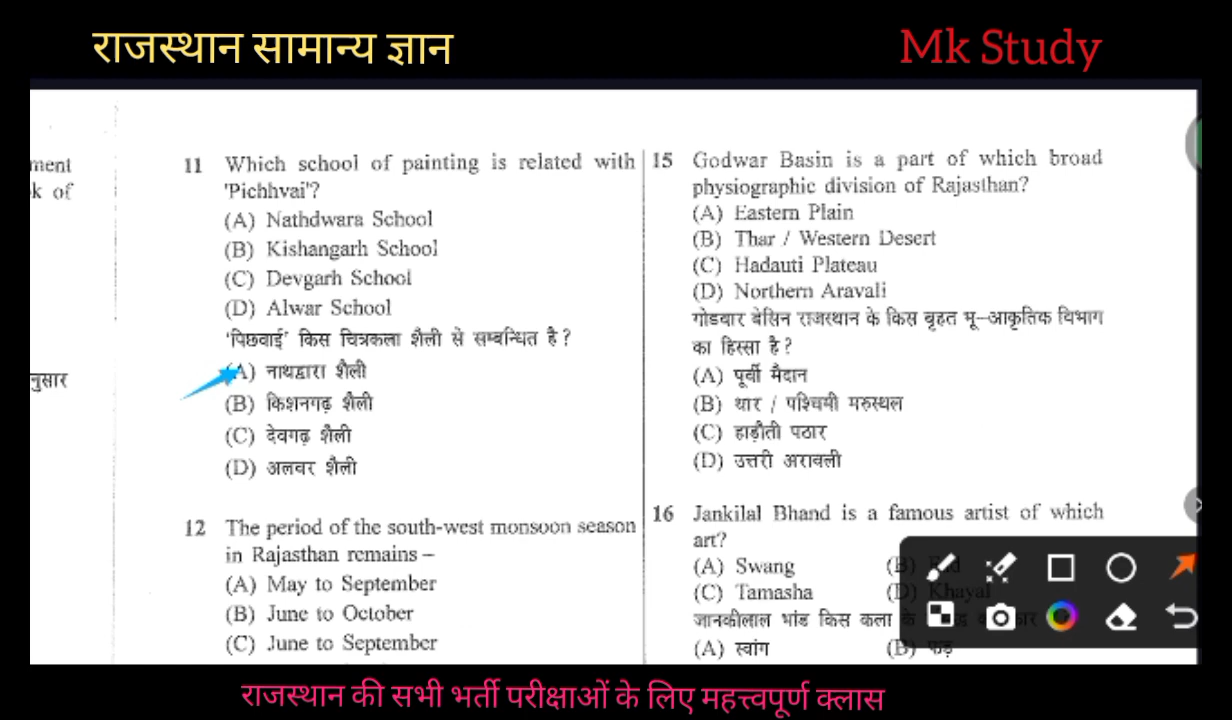 राजस्थान सामान्य ज्ञान
Mk Study
ment
k of
नुसार
11 Which school of painting is related with
'Pichhvai'?
(A) Nathdwara School
(B) Kishangarh School
(C) Devgarh School
(D) Alwar School
'पिछवाई' किस चित्रकला शैली से सम्बन्धित है ?
(A) नाथद्वारा शैली
(B) किशनगढ़ शैली
(C) देवगढ़ शैली
(D) अलवर शैली
12 The period of the south-west monsoon season
in Rajasthan remains –
(A) May to September
(B) June to October
(C) June to September
15 Godwar Basin is a part of which broad
physiographic division of Rajasthan?
(A) Eastern Plain
(B) Thar / Western Desert
(C) Hadauti Plateau
(D) Northern Aravali
गोडवार बेसिन राजस्थान के किस बृहत भू–आकृतिक विभाग
का हिस्सा है ?
(A) पूर्वी मैदान
(B) थार / पश्चिमी मरुस्थल
(C) हाड़ौती पठार
(D) उत्तरी अरावली
16 Jankilal Bhand is a famous artist of which
art?
(A) Swang (B)
(C) Tamasha (D) Khayal
जानकीलाल भांड किस कला के
(A) स्वांग (B) फड़
राजस्थान की सभी भर्ती परीक्षाओं के लिए महत्त्वपूर्ण क्लास